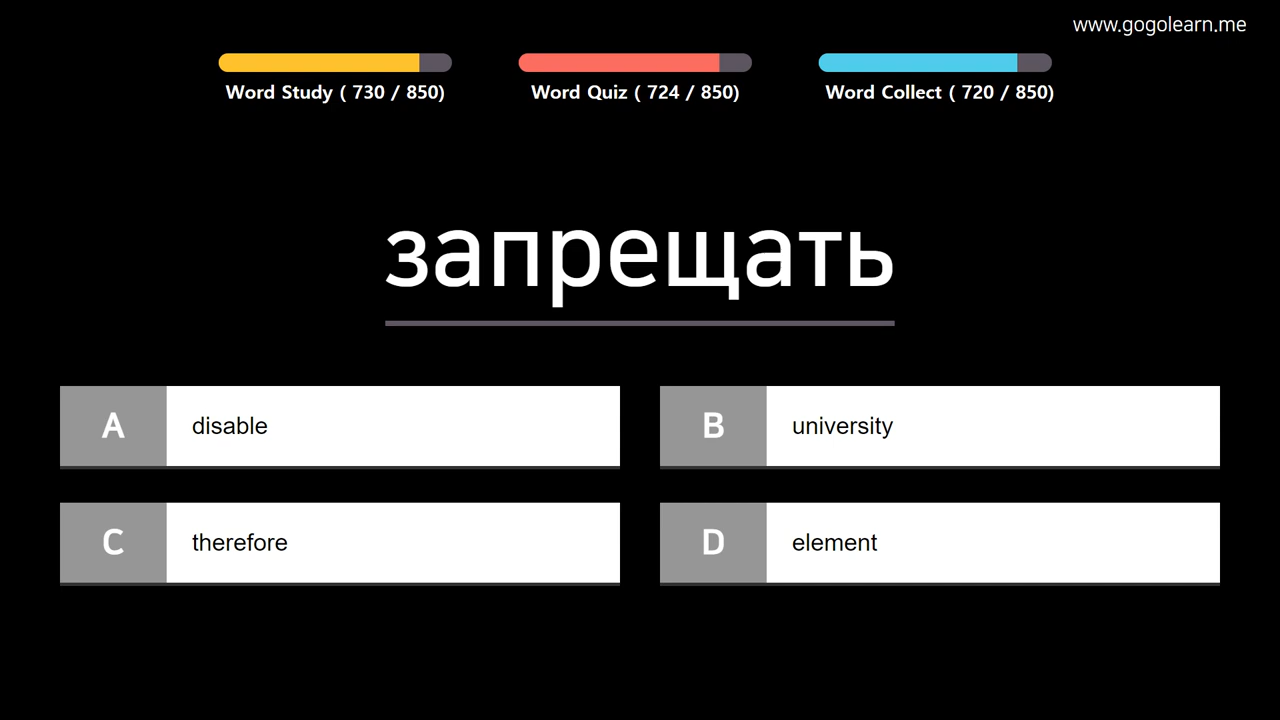 www.gogolearn.me
Word Study ( 730 / 850)
Word Quiz ( 724 / 850)
Word Collect ( 720 / 850)
запрещать
A disable
B university
C therefore
D element